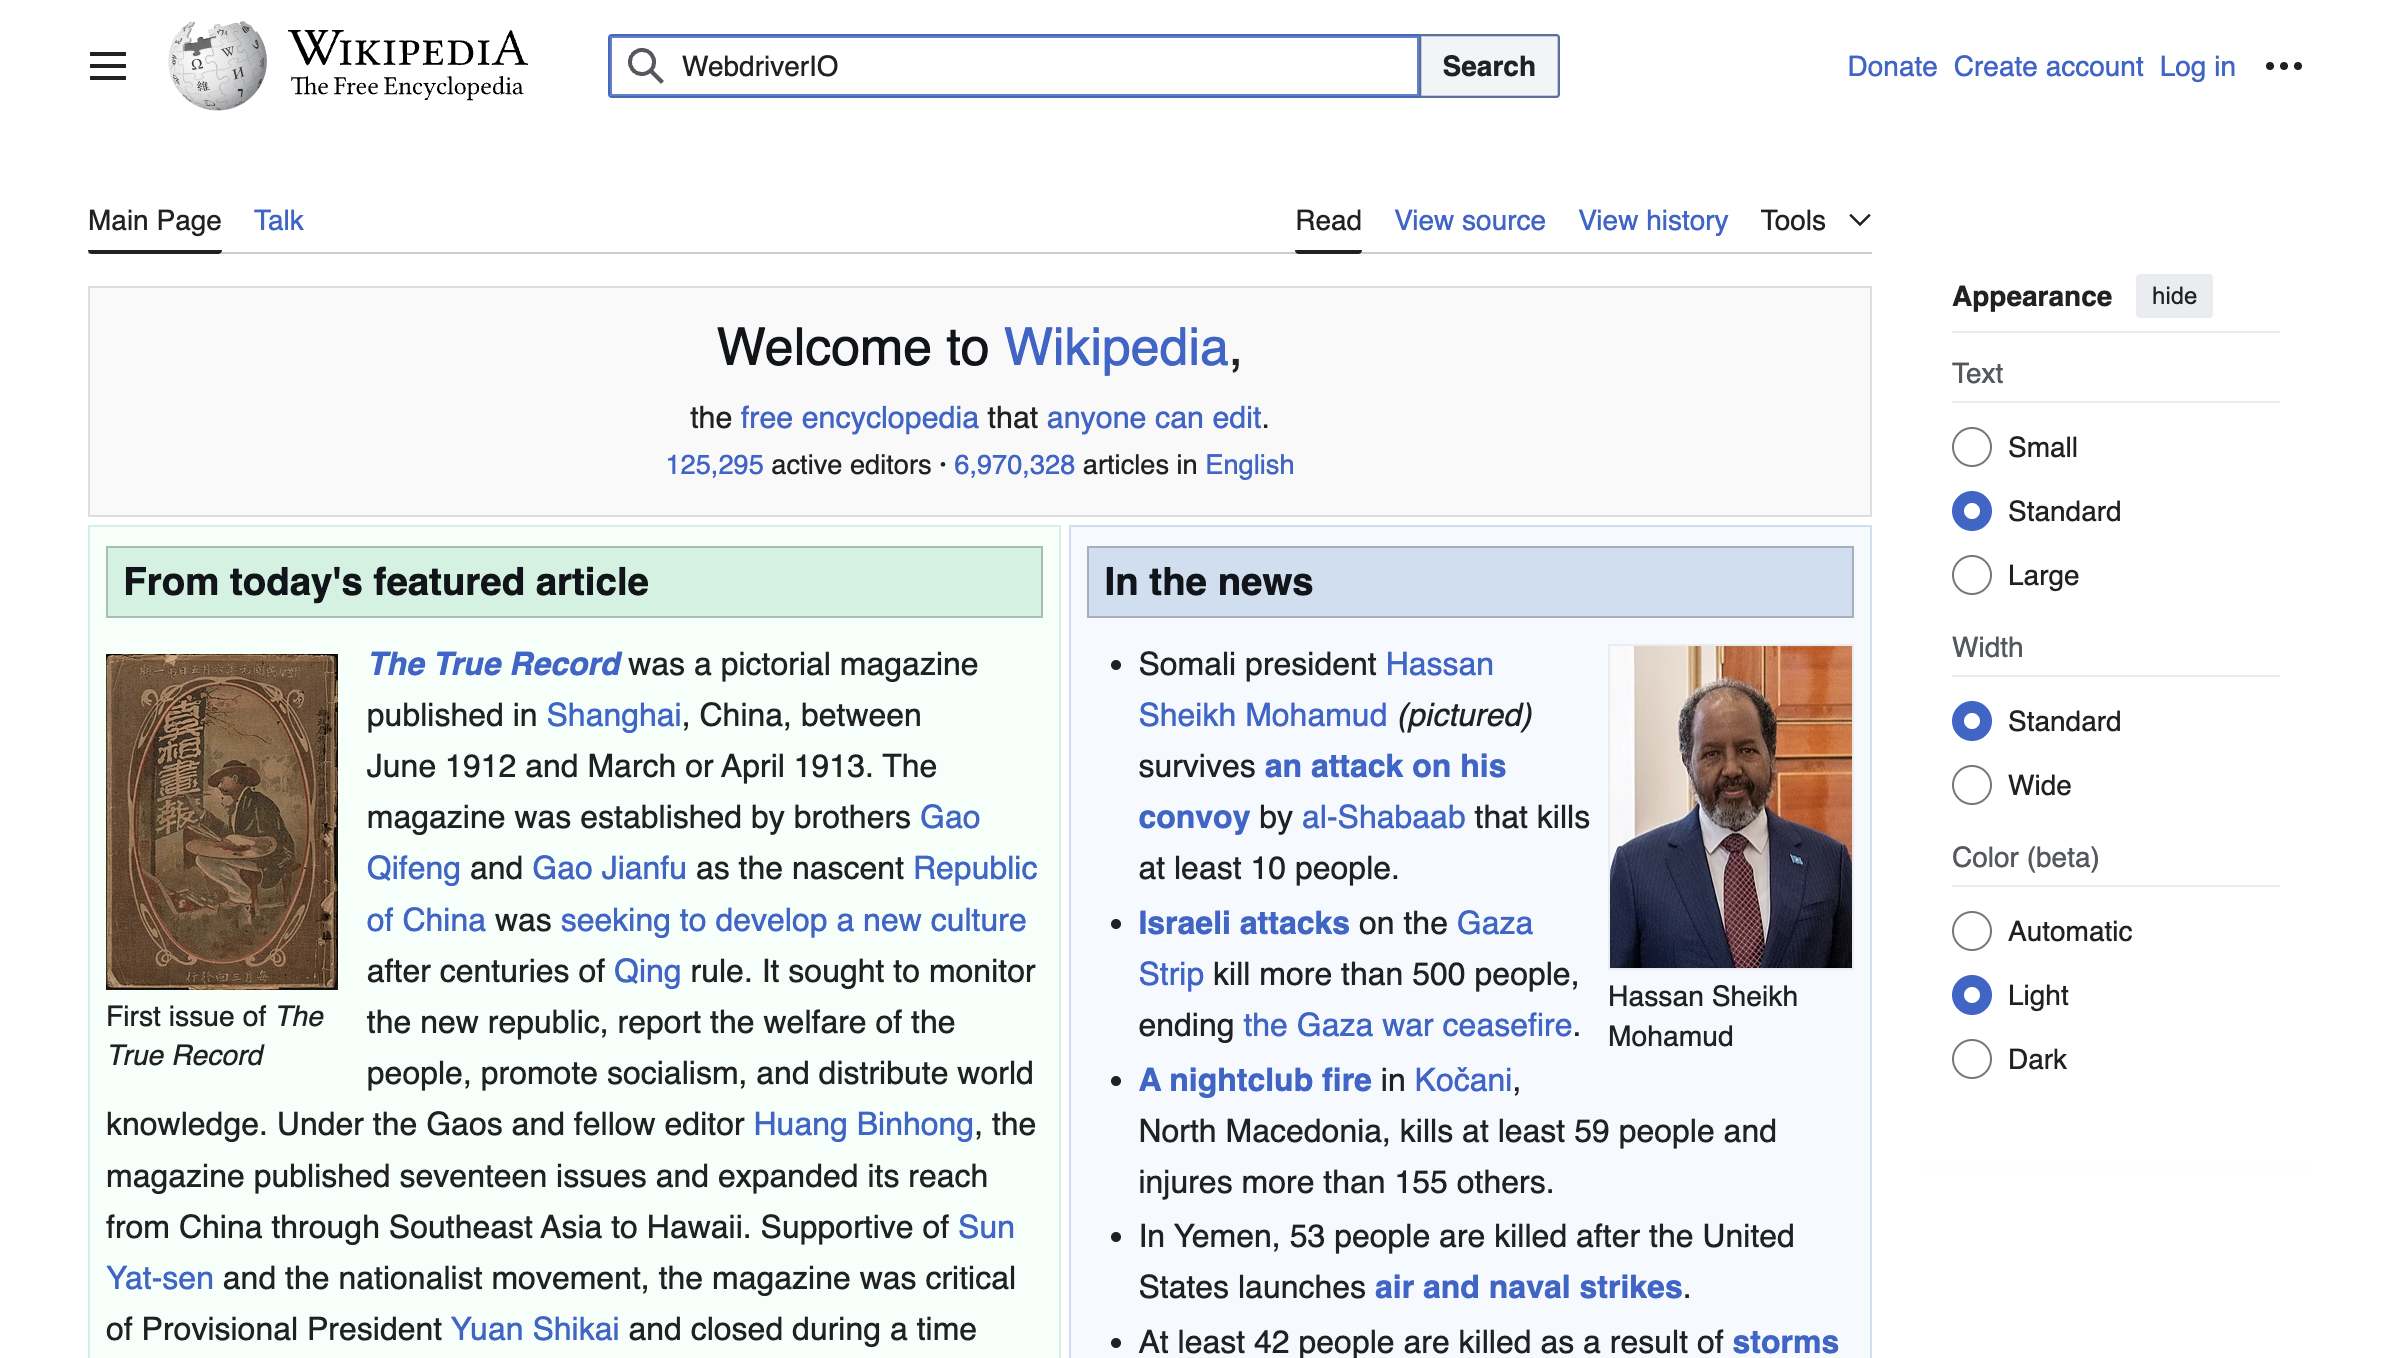 WIKIPEDIA
The Free Encyclopedia
WebdriverIO
Search
Donate Create account Log in
Main Page Talk
Read View source View history Tools
Welcome to Wikipedia,
the free encyclopedia that anyone can edit.
125,295 active editors · 6,970,328 articles in English
From today's featured article
First issue of The
True Record
The True Record was a pictorial magazine
published in Shanghai, China, between
June 1912 and March or April 1913. The
magazine was established by brothers Gao
Qifeng and Gao Jianfu as the nascent Republic
of China was seeking to develop a new culture
after centuries of Qing rule. It sought to monitor
the new republic, report the welfare of the
people, promote socialism, and distribute world
knowledge. Under the Gaos and fellow editor Huang Binhong, the
magazine published seventeen issues and expanded its reach
from China through Southeast Asia to Hawaii. Supportive of Sun
Yat-sen and the nationalist movement, the magazine was critical
of Provisional President Yuan Shikai and closed during a time
In the news
• Somali president Hassan
Sheikh Mohamud (pictured)
survives an attack on his
convoy by al-Shabaab that kills
at least 10 people.
• Israeli attacks on the Gaza
Strip kill more than 500 people,
ending the Gaza war ceasefire.
Hassan Sheikh
Mohamud
• A nightclub fire in Kočani,
North Macedonia, kills at least 59 people and
injures more than 155 others.
• In Yemen, 53 people are killed after the United
States launches air and naval strikes.
• At least 42 people are killed as a result of storms
Appearance hide
Text
Small
Standard
Large
Width
Standard
Wide
Color (beta)
Automatic
Light
Dark